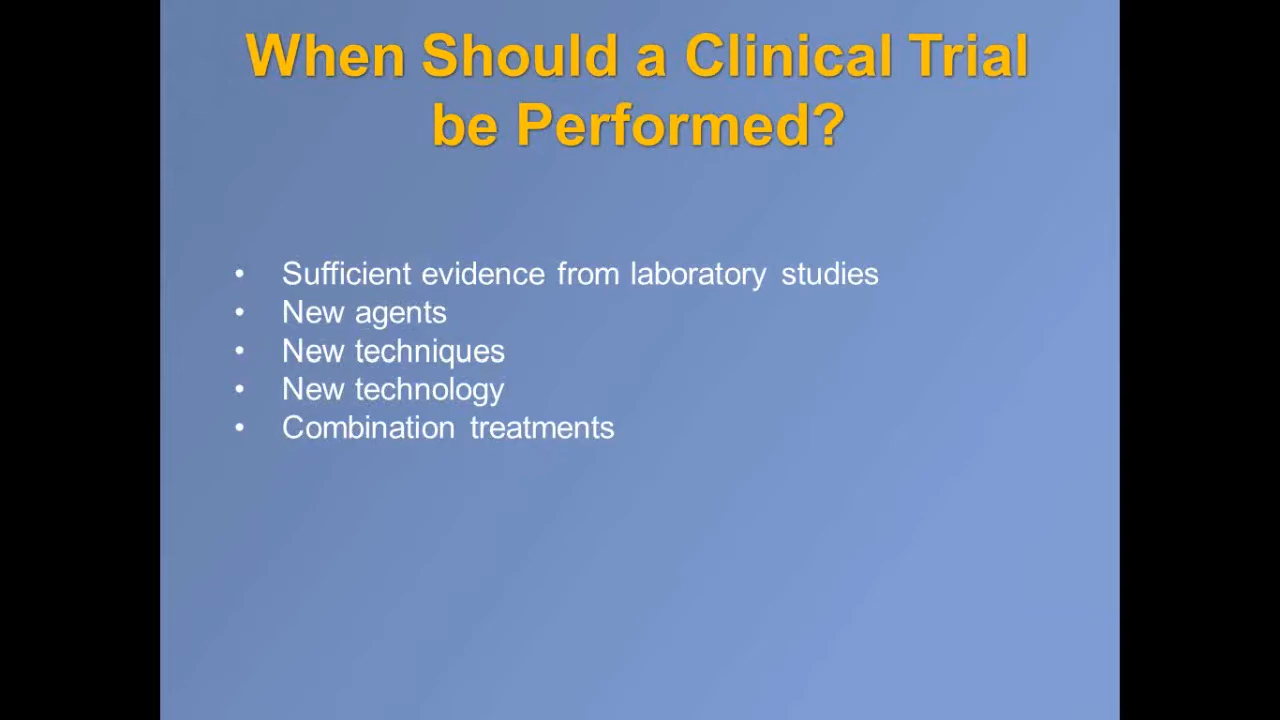 When Should a Clinical Trial
be Performed?
• Sufficient evidence from laboratory studies
• New agents
• New techniques
• New technology
• Combination treatments